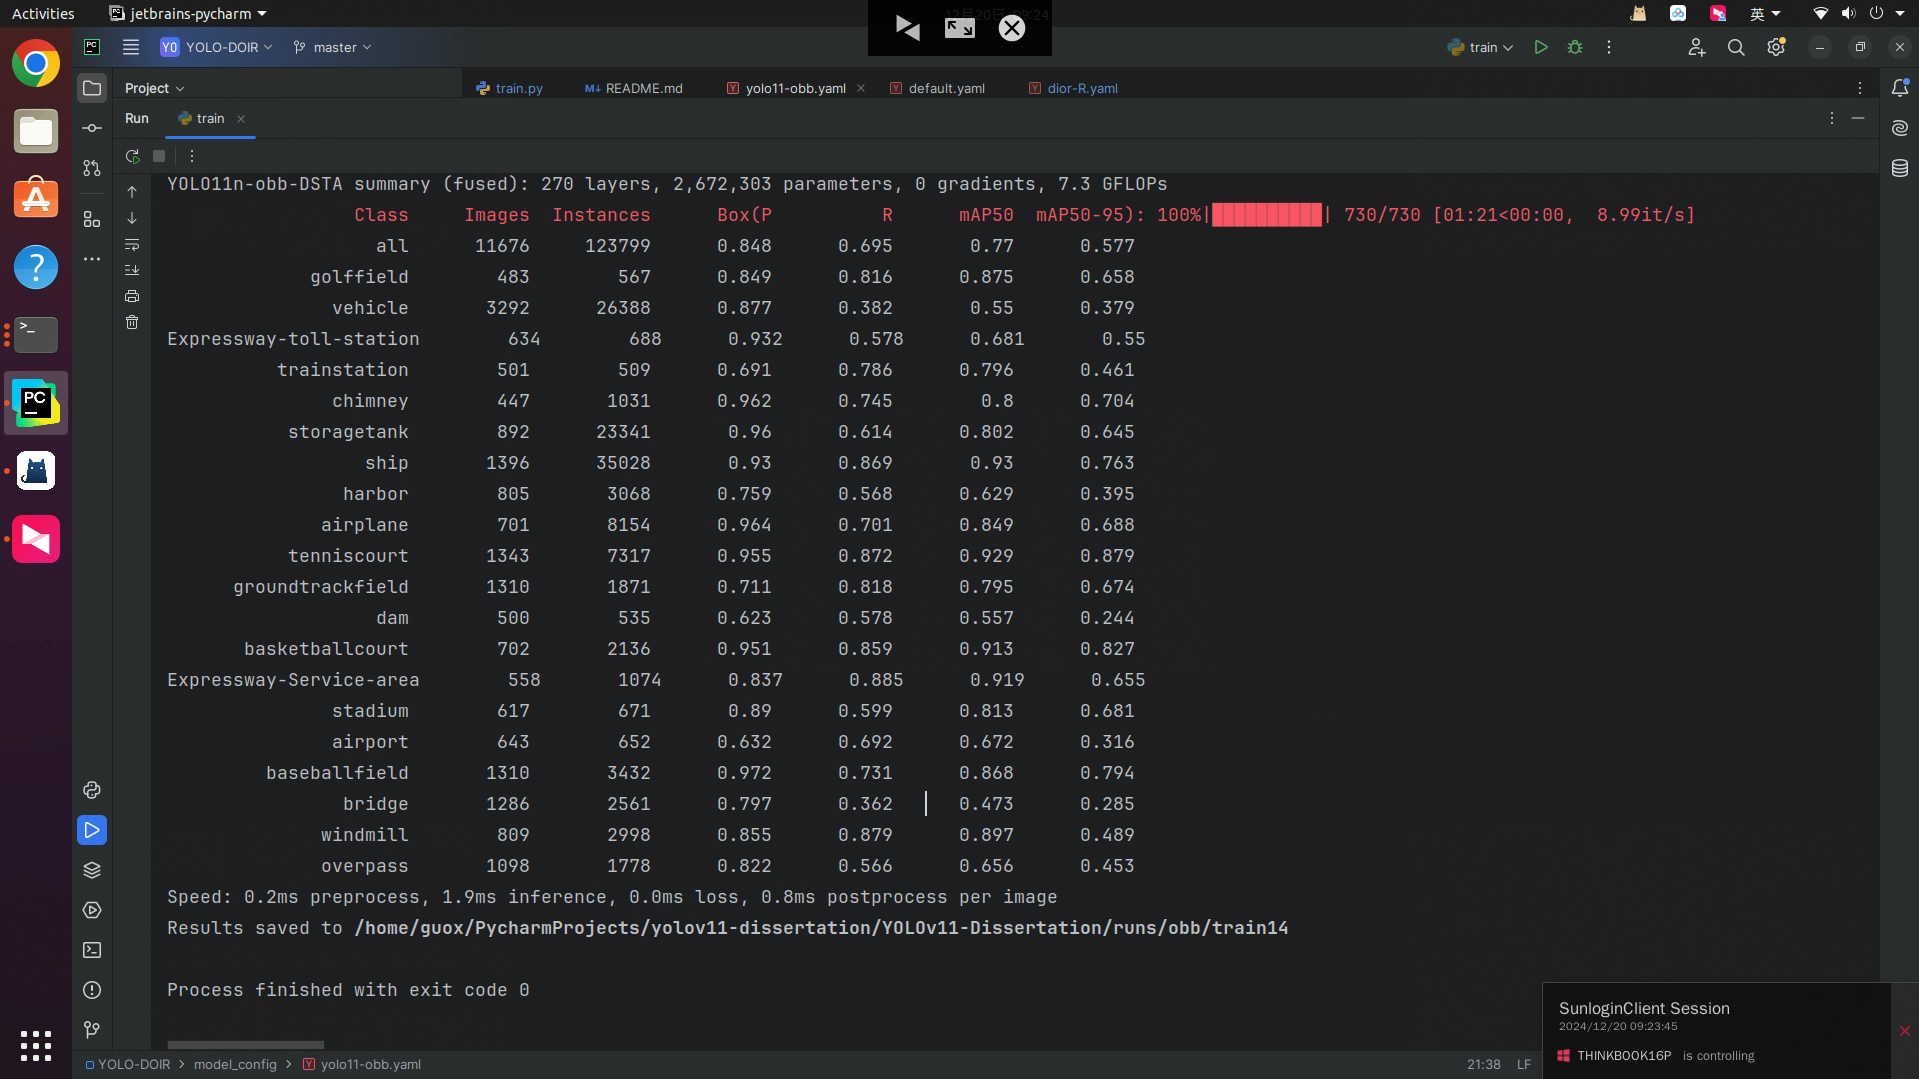 Activities jetbrains-pycharm 英
YO YOLO-DOIR master train
Project train.py README.md yolo11-obb.yaml default.yaml dior-R.yaml
Run train
YOLO11n-obb-DSTA summary (fused): 270 layers, 2,672,303 parameters, 0 gradients, 7.3 GFLOPs
Class Images Instances Box(P R mAP50 mAP50-95): 100%|██████████| 730/730 [01:21<00:00, 8.99it/s]
all 11676 123799 0.848 0.695 0.77 0.577
golffield 483 567 0.849 0.816 0.875 0.658
vehicle 3292 26388 0.877 0.382 0.55 0.379
Expressway-toll-station 634 688 0.932 0.578 0.681 0.55
trainstation 501 509 0.691 0.786 0.796 0.461
chimney 447 1031 0.962 0.745 0.8 0.704
storagetank 892 23341 0.96 0.614 0.802 0.645
ship 1396 35028 0.93 0.869 0.93 0.763
harbor 805 3068 0.759 0.568 0.629 0.395
airplane 701 8154 0.964 0.701 0.849 0.688
tenniscourt 1343 7317 0.955 0.872 0.929 0.879
groundtrackfield 1310 1871 0.711 0.818 0.795 0.674
dam 500 535 0.623 0.578 0.557 0.244
basketballcourt 702 2136 0.951 0.859 0.913 0.827
Expressway-Service-area 558 1074 0.837 0.885 0.919 0.655
stadium 617 671 0.89 0.599 0.813 0.681
airport 643 652 0.632 0.692 0.672 0.316
baseballfield 1310 3432 0.972 0.731 0.868 0.794
bridge 1286 2561 0.797 0.362 0.473 0.285
windmill 809 2998 0.855 0.879 0.897 0.489
overpass 1098 1778 0.822 0.566 0.656 0.453
Speed: 0.2ms preprocess, 1.9ms inference, 0.0ms loss, 0.8ms postprocess per image
Results saved to /home/guox/PycharmProjects/yolov11-dissertation/YOLOv11-Dissertation/runs/obb/train14
Process finished with exit code 0
SunloginClient Session
2024/12/20 09:23:45
THINKBOOK16P is controlling
YOLO-DOIR > model_config > yolo11-obb.yaml 21:38 LF